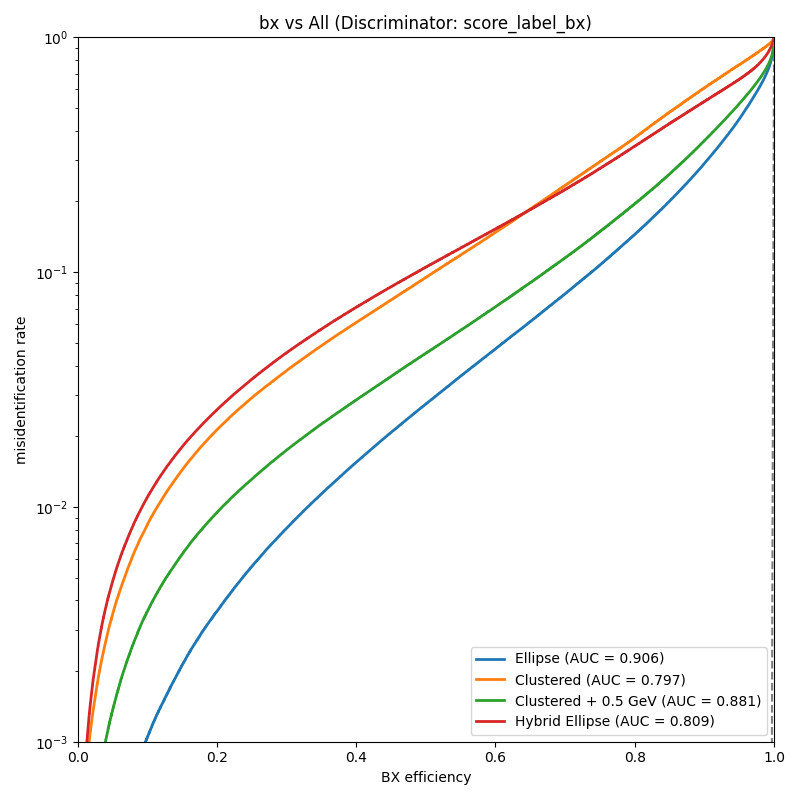 bx vs All (Discriminator: score_label_bx)
10⁰
10⁻¹
10⁻²
10⁻³
misidentification rate
Ellipse (AUC = 0.906)
Clustered (AUC = 0.797)
Clustered + 0.5 GeV (AUC = 0.881)
Hybrid Ellipse (AUC = 0.809)
0.0 0.2 0.4 0.6 0.8 1.0
BX efficiency